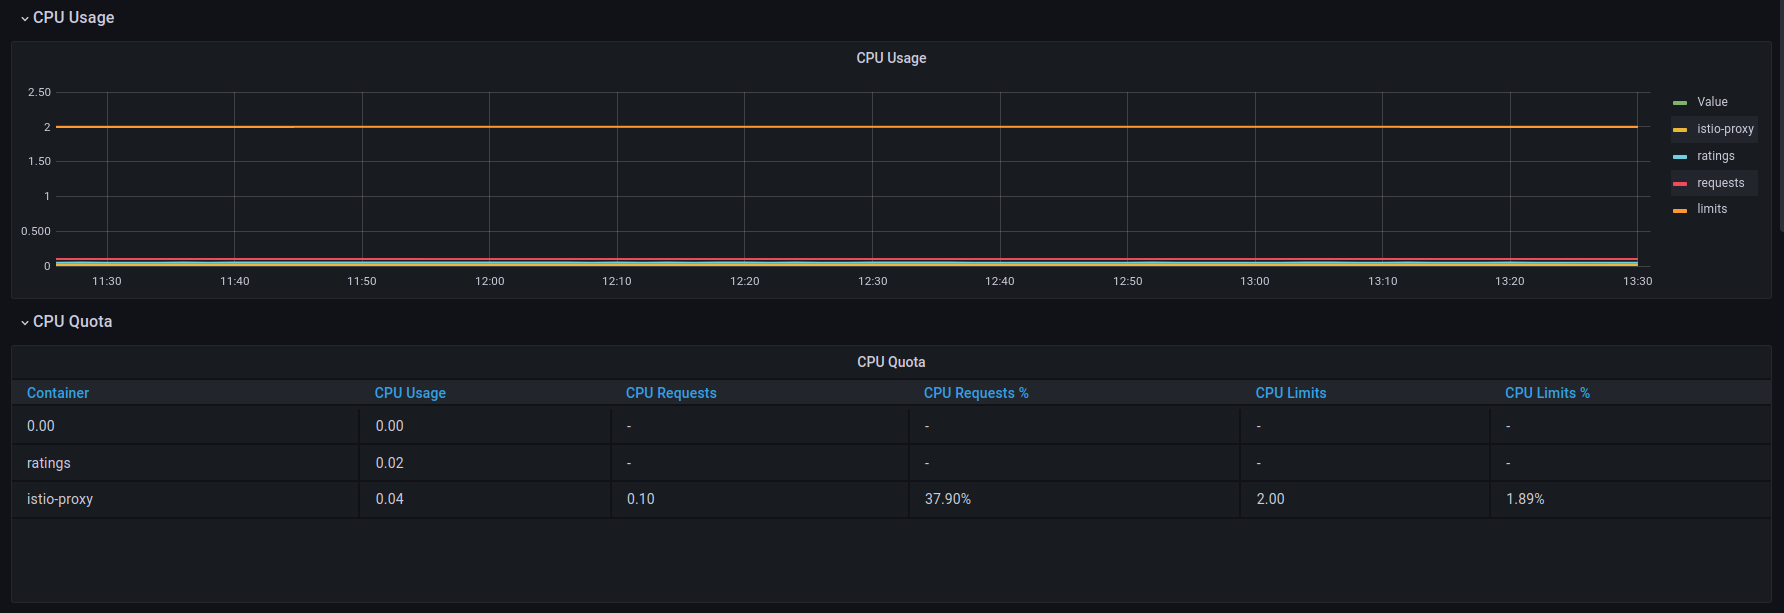 CPU Usage
CPU Usage
2.50
2
1.50
1
0.500
0
11:30 11:40 11:50 12:00 12:10 12:20 12:30 12:40 12:50 13:00 13:10 13:20 13:30
Value
istio-proxy
ratings
requests
limits
CPU Quota
CPU Quota
Container CPU Usage CPU Requests CPU Requests % CPU Limits CPU Limits %
0.00 0.00 - - - -
ratings 0.02 - - - -
istio-proxy 0.04 0.10 37.90% 2.00 1.89%